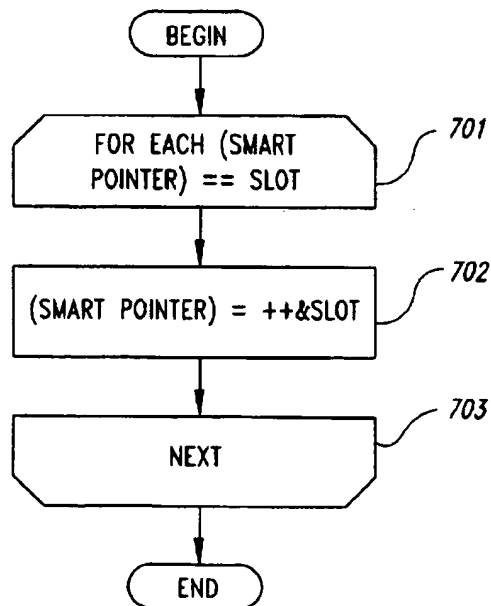 BEGIN
FOR EACH (SMART
POINTER) == SLOT
701
(SMART POINTER) = ++&SLOT
702
NEXT
703
END